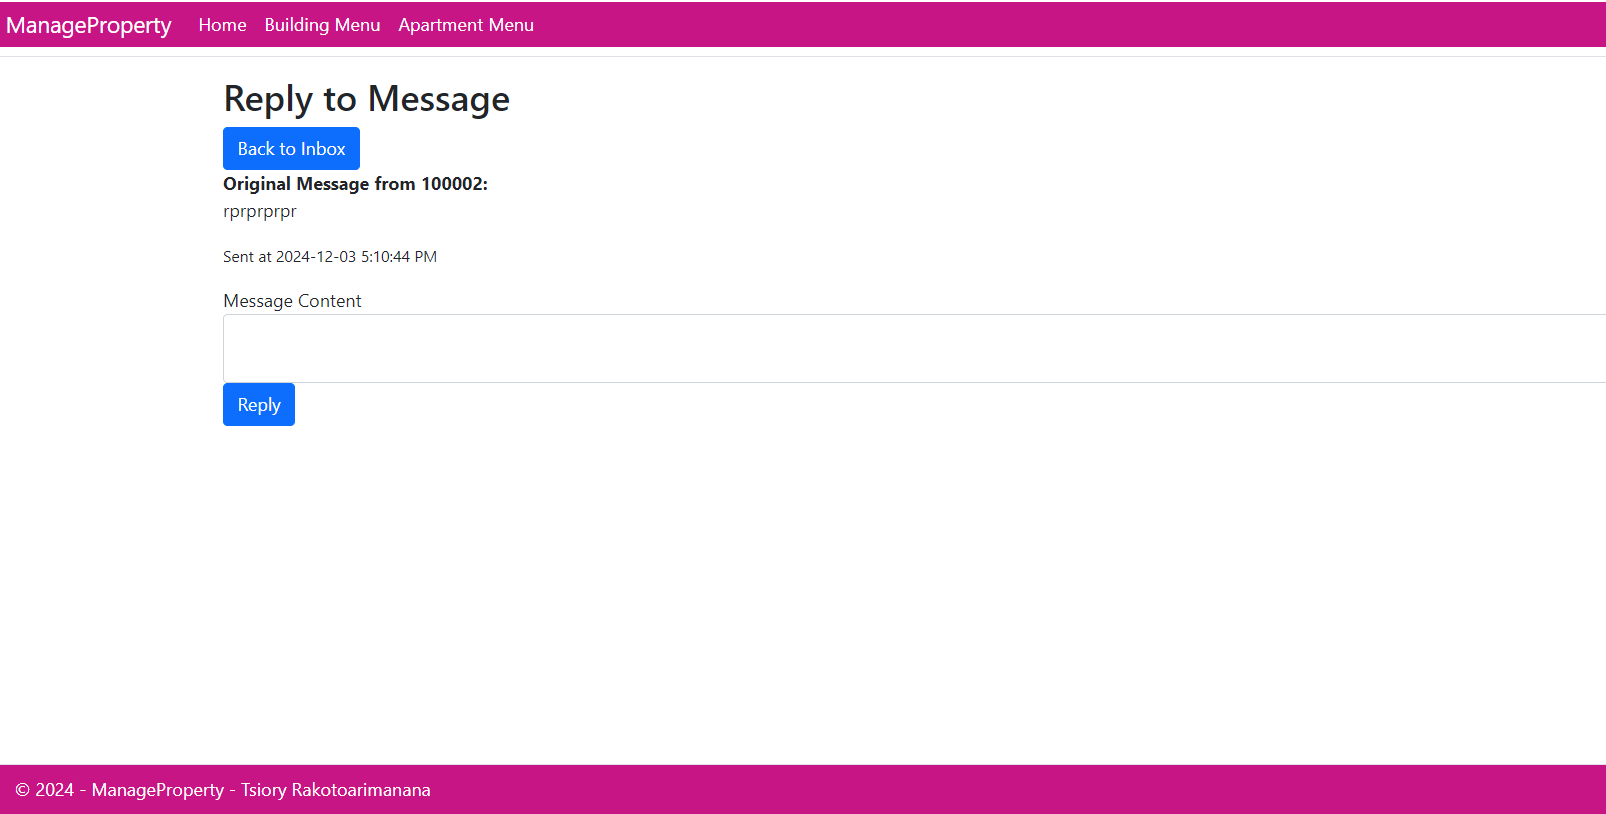 ManageProperty Home Building Menu Apartment Menu
Reply to Message
Back to Inbox
Original Message from 100002:
rprprprpr
Sent at 2024-12-03 5:10:44 PM
Message Content
Reply
© 2024 - ManageProperty - Tsiory Rakotoarimanana